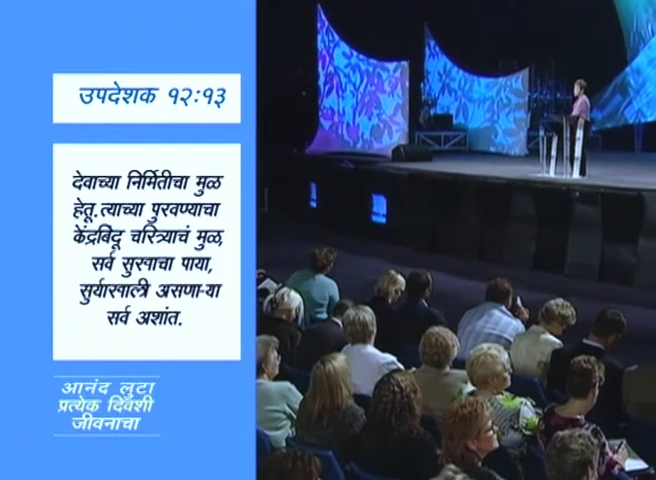 उपदेशक १२:१३
देवाच्या निर्मितीचा मुळ
हेतू.त्याच्या पुरवण्याचा
केंद्रबिंदू चरित्र्याचं मुळ,
सर्व सुखाचा पाया,
सुर्याखाली असणाऱ्या
सर्व अशांत.
आनंद लुटा
प्रत्येक दिवशी
जीवनाचा